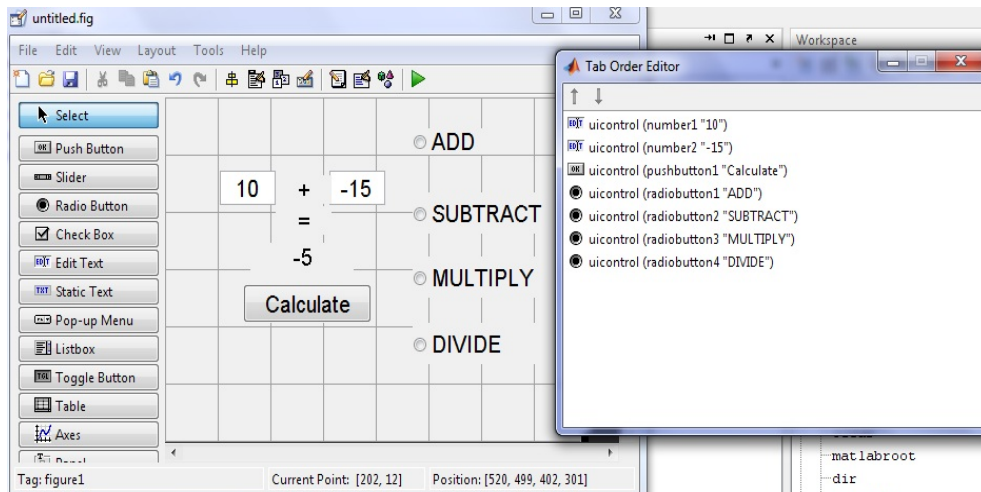 untitled.fig
File Edit View Layout Tools Help
Select
Push Button
Slider
Radio Button
Check Box
Edit Text
Static Text
Pop-up Menu
Listbox
Toggle Button
Table
Axes
10 + -15
=
-5
Calculate
ADD
SUBTRACT
MULTIPLY
DIVIDE
Tag: figure1 Current Point: [202, 12] Position: [520, 499, 402, 301]
Workspace
Tab Order Editor
EDIT uicontrol (number1 "10")
EDIT uicontrol (number2 "-15")
OK uicontrol (pushbutton1 "Calculate")
uicontrol (radiobutton1 "ADD")
uicontrol (radiobutton2 "SUBTRACT")
uicontrol (radiobutton3 "MULTIPLY")
uicontrol (radiobutton4 "DIVIDE")
matlabroot
dir